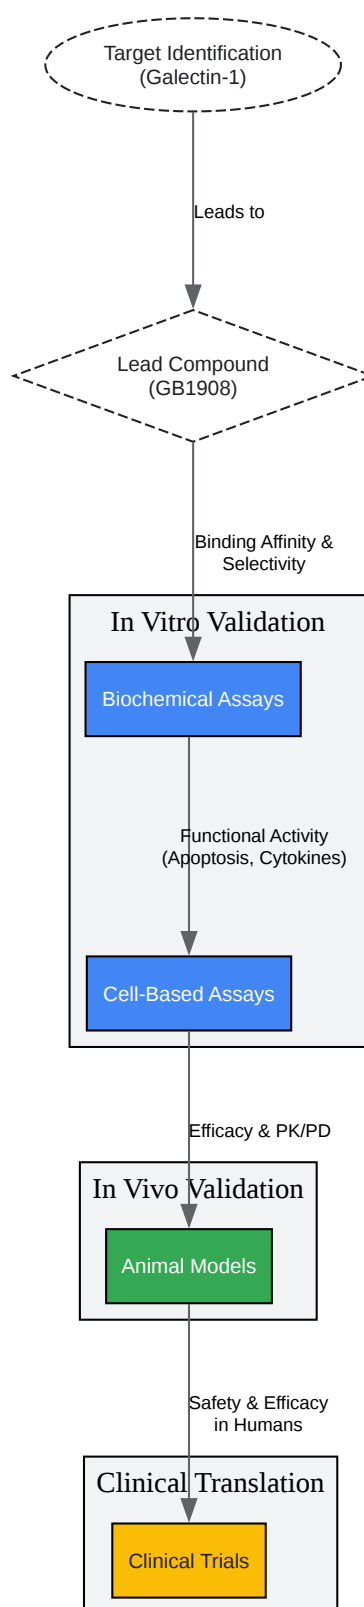 Target Identification
(Galectin-1)
Leads to
Lead Compound
(GB1908)
Binding Affinity &
Selectivity
In Vitro Validation
Biochemical Assays
Functional Activity
(Apoptosis, Cytokines)
Cell-Based Assays
Efficacy & PK/PD
In Vivo Validation
Animal Models
Safety & Efficacy
in Humans
Clinical Translation
Clinical Trials